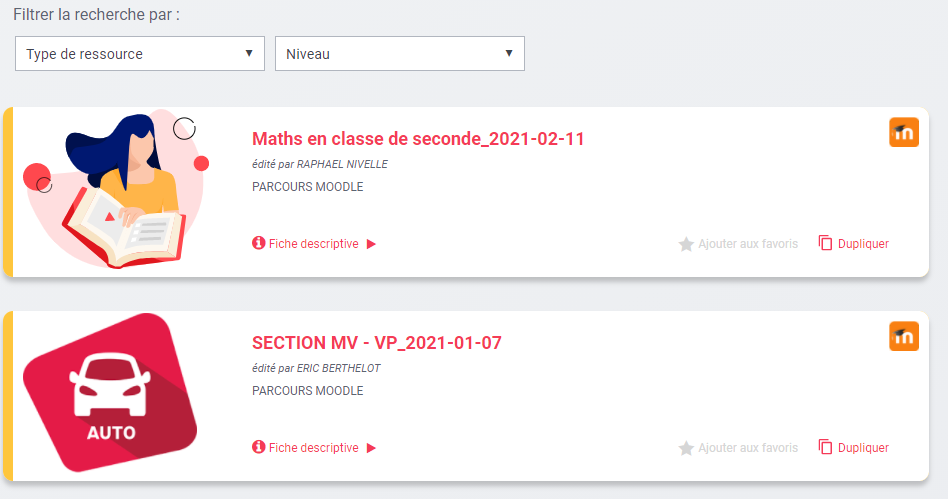 Filtrer la recherche par :
Type de ressource Niveau
Maths en classe de seconde_2021-02-11
édité par RAPHAEL NIVELLE
PARCOURS MOODLE
Fiche descriptive Ajouter aux favoris Dupliquer
SECTION MV - VP_2021-01-07
édité par ERIC BERTHELOT
PARCOURS MOODLE
AUTO
Fiche descriptive Ajouter aux favoris Dupliquer